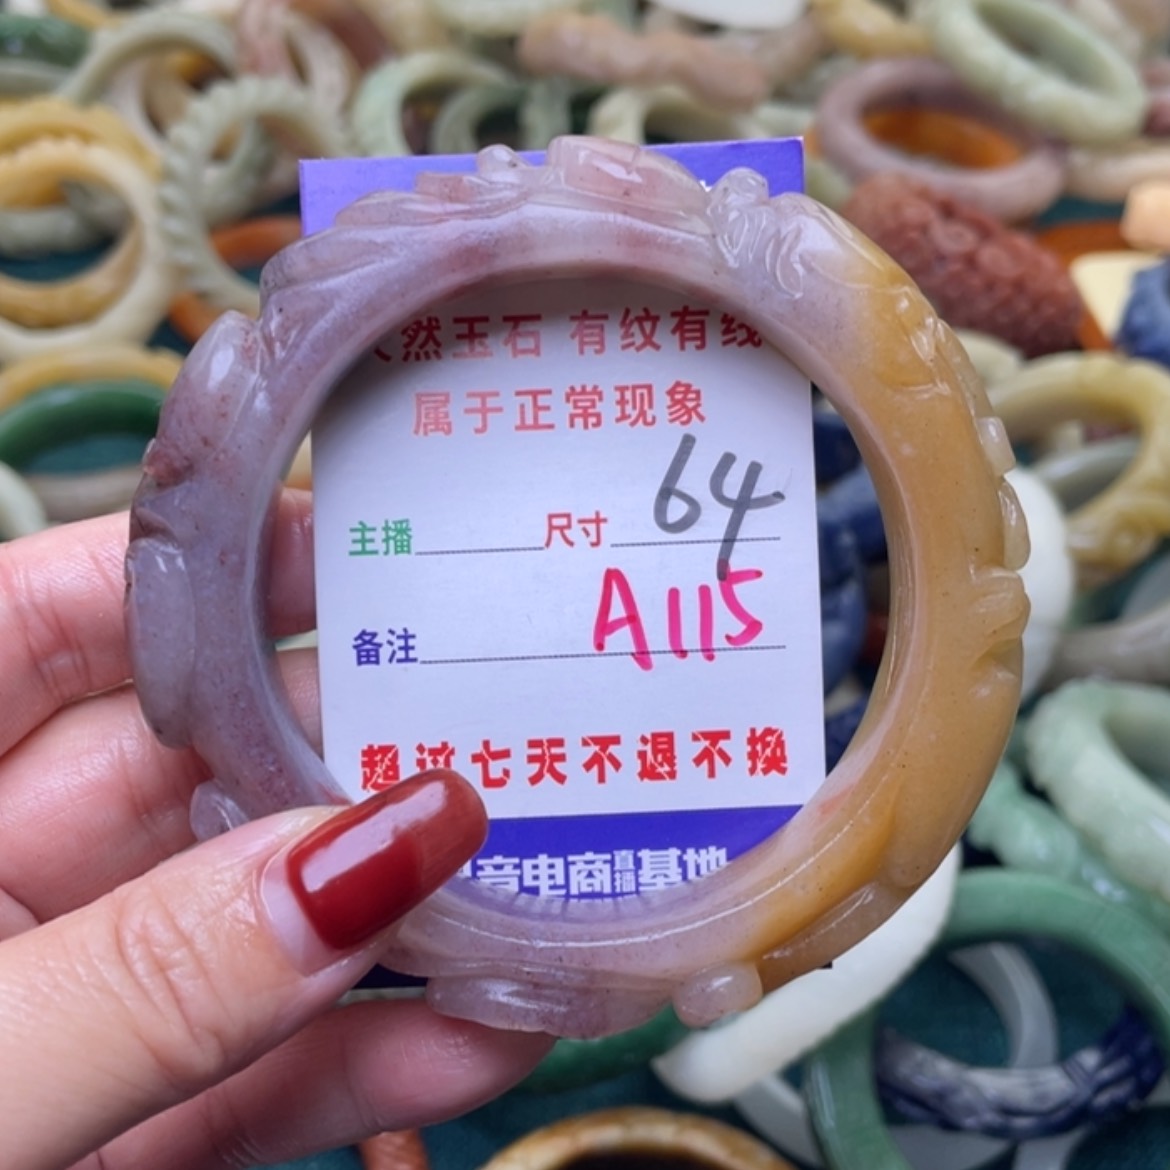 然玉石 有纹有线
属于正常现象
主播 尺寸 64
备注 A115
超过七天不退不换
音电商直播基地